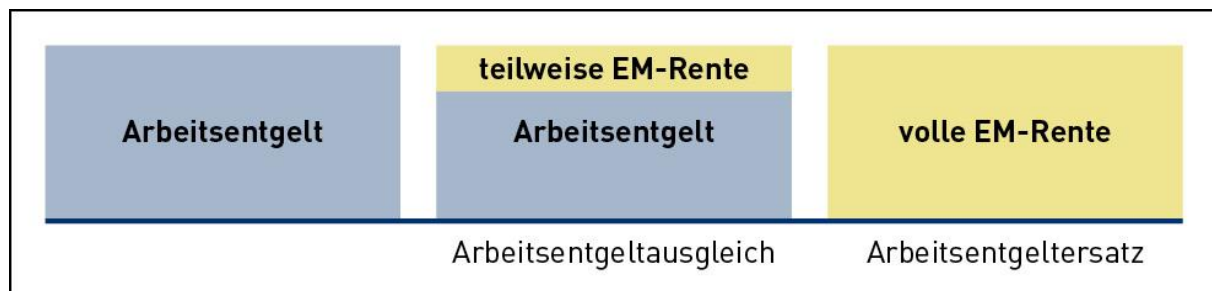 teilweise EM-Rente
Arbeitsentgelt
Arbeitsentgelt
volle EM-Rente
Arbeitsentgeltausgleich
Arbeitsentgeltersatz